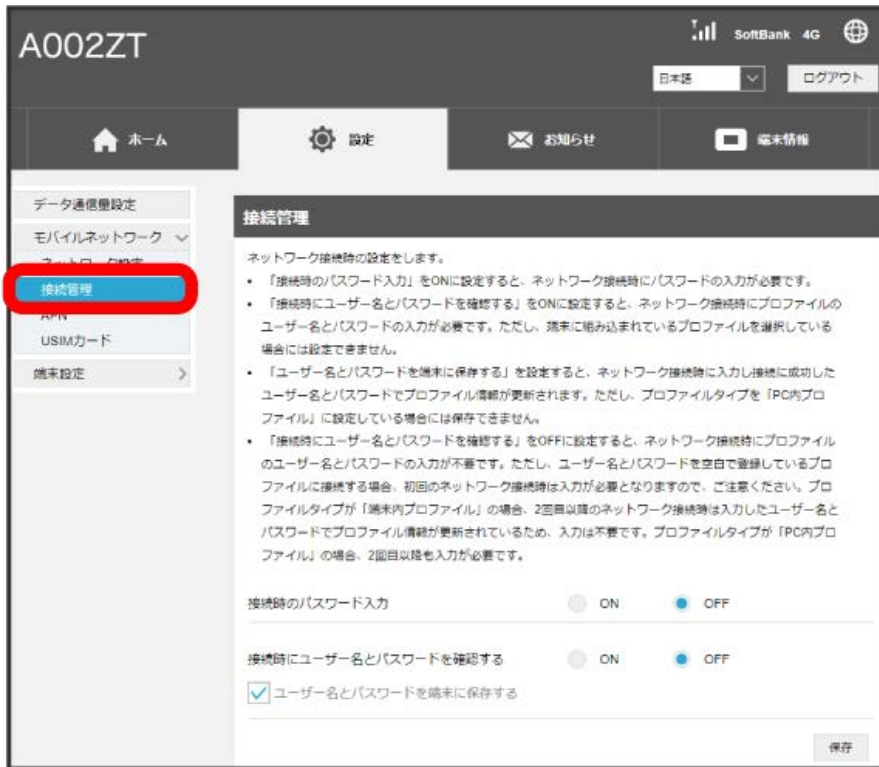 A002ZT
SoftBank 4G
日本語
ログアウト
ホーム
設定
お知らせ
端末情報
データ通信量設定
モバイルネットワーク
ネットワーク設定
接続管理
APN
USIMカード
端末設定
接続管理
ネットワーク接続時の設定をします。
• 「接続時のパスワード入力」をONに設定すると、ネットワーク接続時にパスワードの入力が必要です。
• 「接続時にユーザー名とパスワードを確認する」をONに設定すると、ネットワーク接続時にプロファイルの
ユーザー名とパスワードの入力が必要です。ただし、端末に組み込まれているプロファイルを選択している
場合には設定できません。
• 「ユーザー名とパスワードを端末に保存する」を設定すると、ネットワーク接続時に入力し接続に成功した
ユーザー名とパスワードでプロファイル情報が更新されます。ただし、プロファイルタイプを「PC内プロ
ファイル」に設定している場合には保存できません。
• 「接続時にユーザー名とパスワードを確認する」をOFFに設定すると、ネットワーク接続時にプロファイル
のユーザー名とパスワードの入力が不要です。ただし、ユーザー名とパスワードを空白で登録しているプロ
ファイルに接続する場合、初回のネットワーク接続時は入力が必要となりますので、ご注意ください。プロ
ファイルタイプが「端末内プロファイル」の場合、2回目以降のネットワーク接続時は入力したユーザー名と
パスワードでプロファイル情報が更新されているため、入力は不要です。プロファイルタイプが「PC内プロ
ファイル」の場合、2回目以降も入力が必要です。
接続時のパスワード入力 ON OFF
接続時にユーザー名とパスワードを確認する ON OFF
ユーザー名とパスワードを端末に保存する
保存